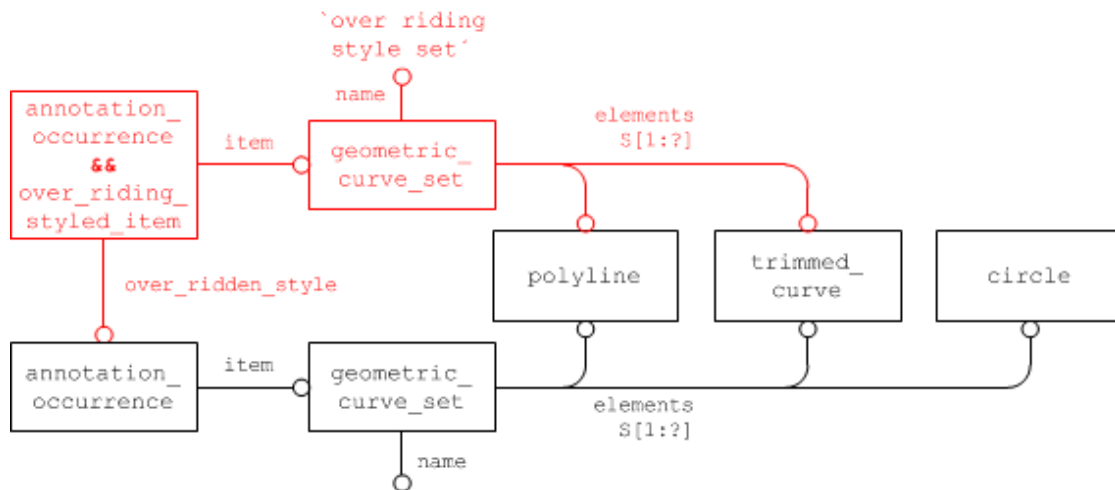 `over riding
style set´
name
annotation_
occurrence
&&
over_riding_
styled_item
item
geometric_
curve_set
elements
S[1:?]
over_ridden_style
polyline
trimmed_
curve
circle
annotation_
occurrence
item
geometric_
curve_set
elements
S[1:?]
name